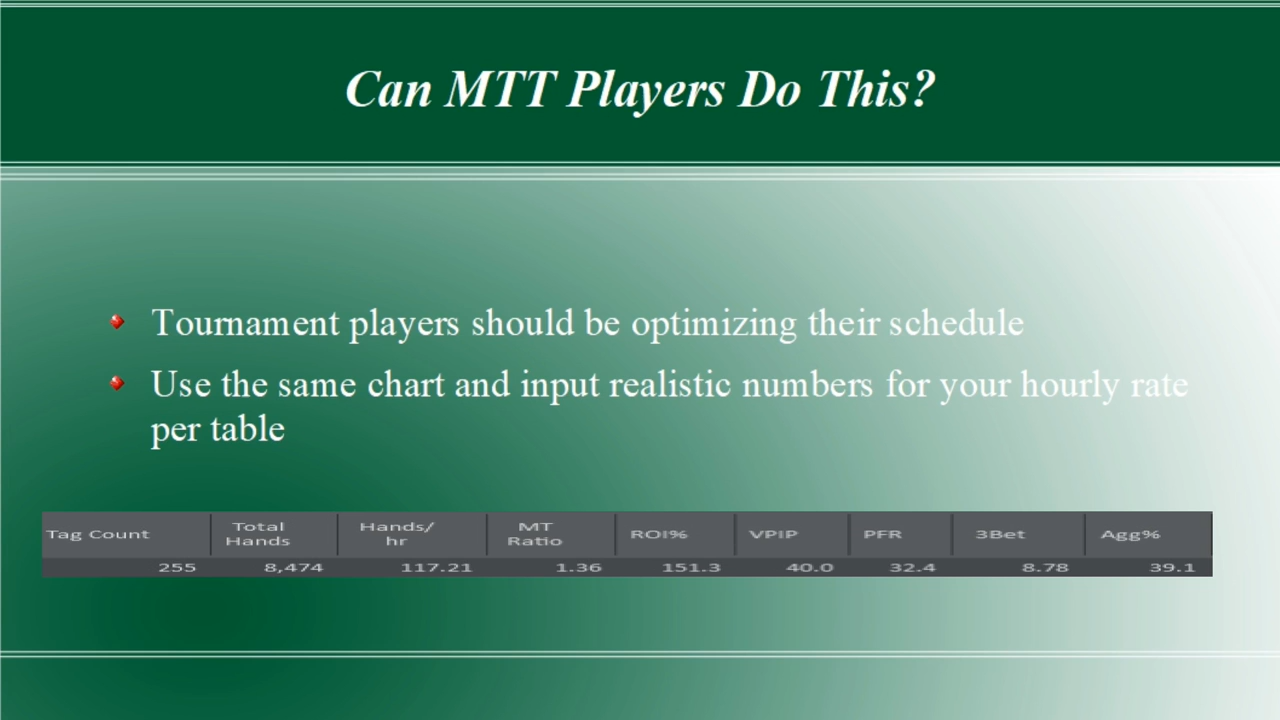 Can MTT Players Do This?
Tournament players should be optimizing their schedule
Use the same chart and input realistic numbers for your hourly rate
per table
Tag Count Total Hands Hands/ hr MT Ratio ROI% VPIP PFR 3Bet Agg%
255 8,474 117.21 1.36 151.3 40.0 32.4 8.78 39.1